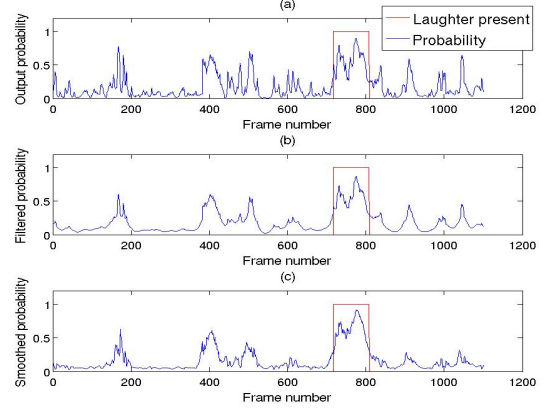 (a)
Laughter present
Probability
Output probability
1
0.5
0
0 200 400 600 800 1000 1200
Frame number
(b)
Filtered probability
1
0.5
0
0 200 400 600 800 1000 1200
Frame number
(c)
Smoothed probability
1
0.5
0
0 200 400 600 800 1000 1200
Frame number